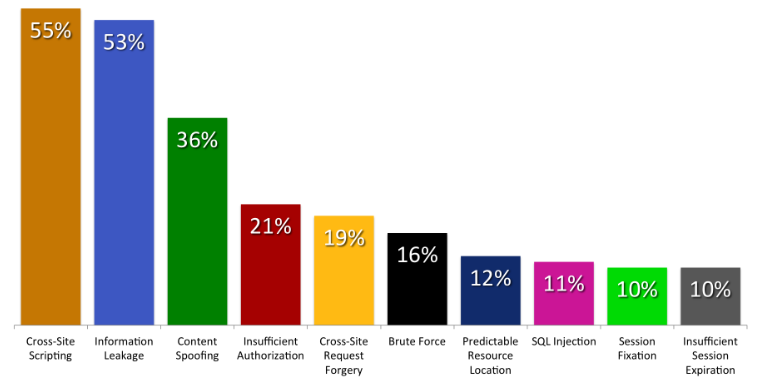 55%
53%
36%
21%
19%
16%
12%
11%
10%
10%
Cross-Site
Scripting
Information
Leakage
Content
Spoofing
Insufficient
Authorization
Cross-Site
Request
Forgery
Brute Force
Predictable
Resource
Location
SQL Injection
Session
Fixation
Insufficient
Session
Expiration